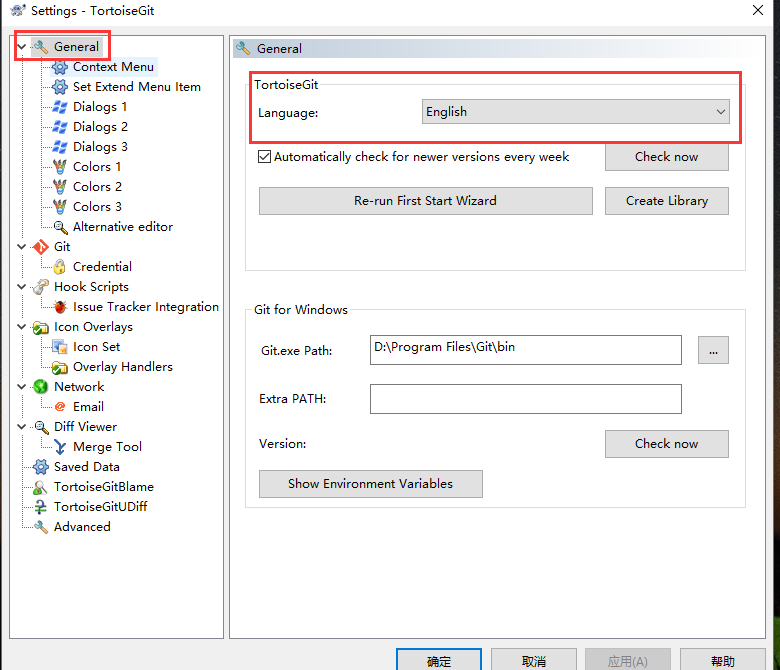 Settings - TortoiseGit
General
Context Menu
Set Extend Menu Item
Dialogs 1
Dialogs 2
Dialogs 3
Colors 1
Colors 2
Colors 3
Alternative editor
Git
Credential
Hook Scripts
Issue Tracker Integration
Icon Overlays
Icon Set
Overlay Handlers
Network
Email
Diff Viewer
Merge Tool
Saved Data
TortoiseGitBlame
TortoiseGitUDiff
Advanced
General
TortoiseGit
Language: English
Automatically check for newer versions every week Check now
Re-run First Start Wizard Create Library
Git for Windows
Git.exe Path: D:\Program Files\Git\bin ...
Extra PATH:
Version: Check now
Show Environment Variables
确定 取消 应用(A) 帮助